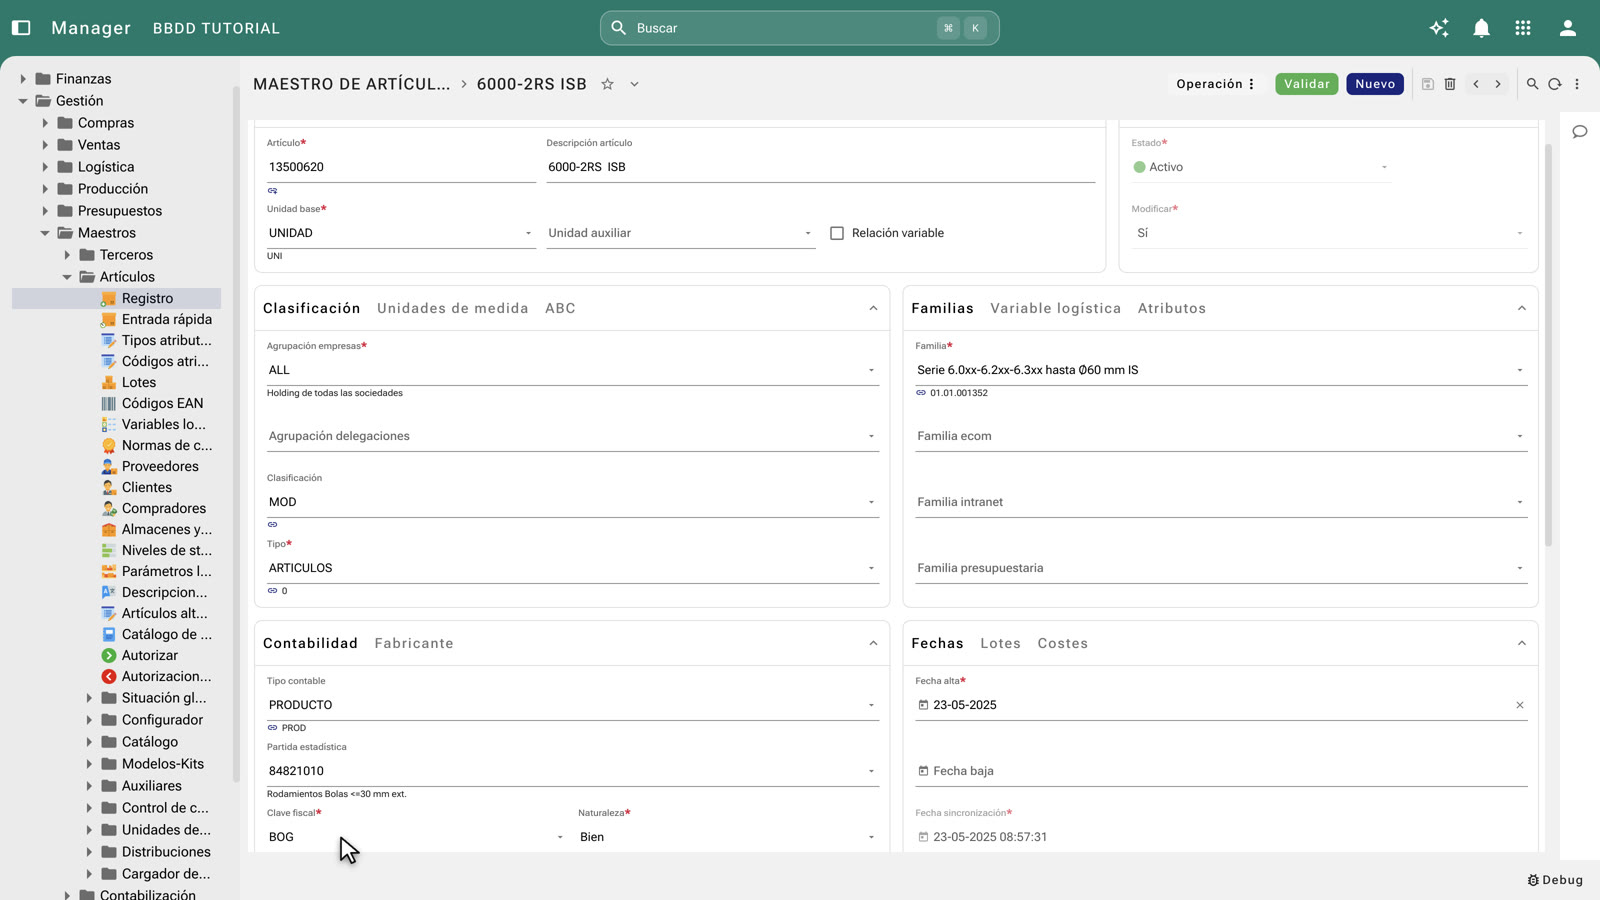 Manager
BBDD TUTORIAL
Buscar
⌘ K
Finanzas
Gestión
Compras
Ventas
Logística
Producción
Presupuestos
Maestros
Terceros
Artículos
Registro
Entrada rápida
Tipos atribut...
Códigos atri...
Lotes
Códigos EAN
Variables lo...
Normas de c...
Proveedores
Clientes
Compradores
Almacenes y...
Niveles de st...
Parámetros l...
Descripcion...
Artículos alt...
Catálogo de ...
Autorizar
Autorizacion...
Situación gl...
Configurador
Catálogo
Modelos-Kits
Auxiliares
Control de c...
Unidades de...
Distribuciones
Cargador de...
Contabilización
MAESTRO DE ARTÍCUL... > 6000-2RS ISB
Operación
Validar
Nuevo
Artículo*
13500620
Descripción artículo
6000-2RS ISB
Unidad base*
UNIDAD
UNI
Unidad auxiliar
Relación variable
Estado*
Activo
Modificar*
Sí
Clasificación Unidades de medida ABC
Agrupación empresas*
ALL
Holding de todas las sociedades
Agrupación delegaciones
Clasificación
MOD
Tipo*
ARTICULOS
0
Familias Variable logística Atributos
Familia*
Serie 6.0xx-6.2xx-6.3xx hasta Ø60 mm IS
01.01.001352
Familia ecom
Familia intranet
Familia presupuestaria
Contabilidad Fabricante
Tipo contable
PRODUCTO
PROD
Partida estadística
84821010
Rodamientos Bolas <=30 mm ext.
Clave fiscal*
BOG
Naturaleza*
Bien
Fechas Lotes Costes
Fecha alta*
23-05-2025
Fecha baja
Fecha sincronización*
23-05-2025 08:57:31
Debug